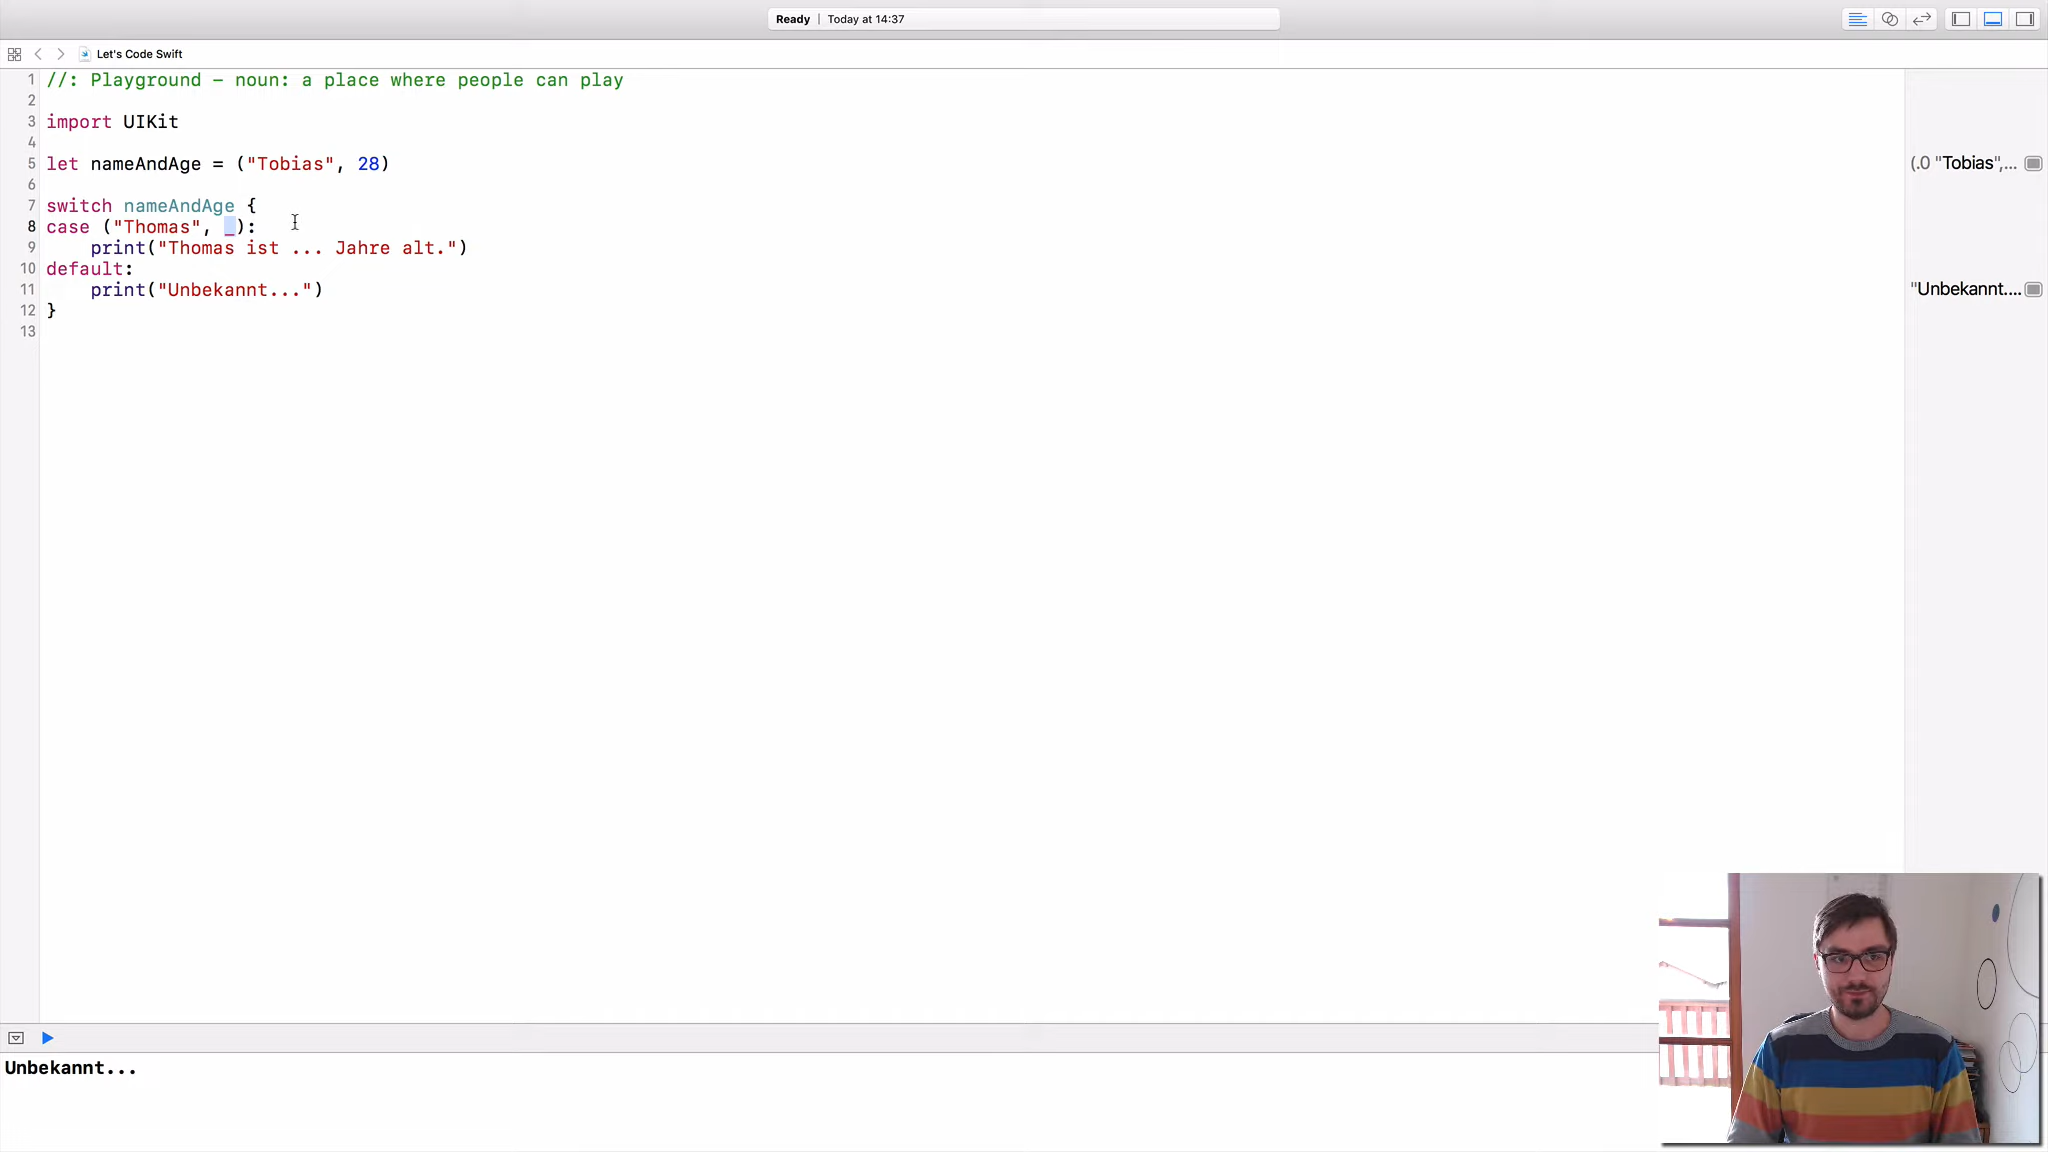 Ready | Today at 14:37
Let's Code Swift
1 //: Playground – noun: a place where people can play
2
3 import UIKit
4
5 let nameAndAge = ("Tobias", 28)
(.0 "Tobias",...
6
7 switch nameAndAge {
8 case ("Thomas", _):
9 print("Thomas ist ... Jahre alt.")
10 default:
11 print("Unbekannt...")
"Unbekannt....
12 }
13
Unbekannt...